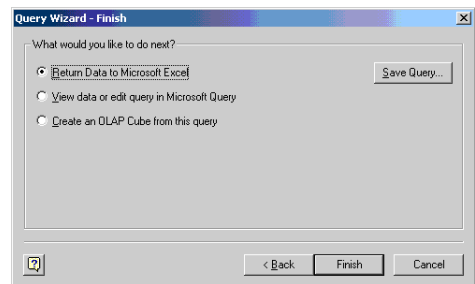 Query Wizard - Finish
What would you like to do next?
Return Data to Microsoft Excel
Save Query...
View data or edit query in Microsoft Query
Create an OLAP Cube from this query
< Back
Finish
Cancel